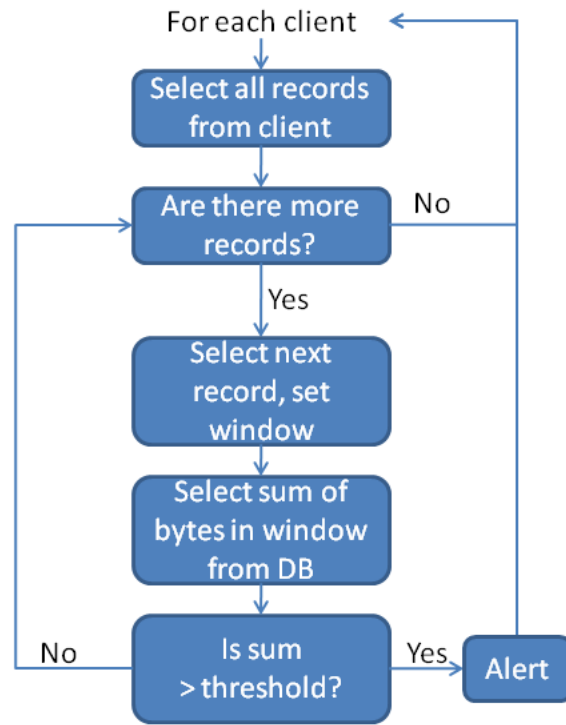 For each client
Select all records
from client
Are there more
records?
No
Yes
Select next
record, set
window
Select sum of
bytes in window
from DB
No
Is sum
> threshold?
Yes
Alert